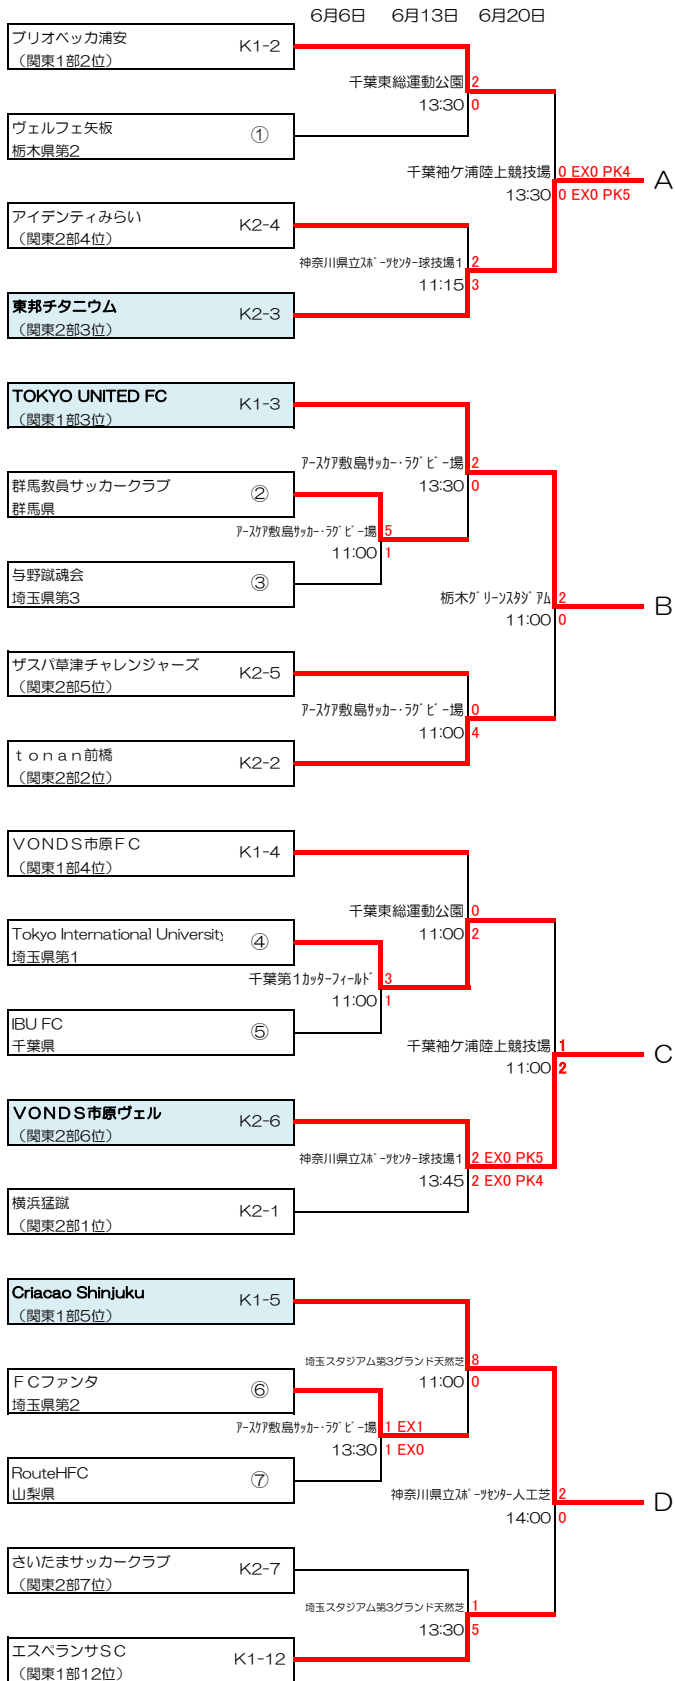 6月6日 6月13日 6月20日
ブリオベッカ浦安 K1-2
（関東1部2位）
千葉東総運動公園 2
13:30 0
ヴェルフェ矢板 ①
栃木県第2
千葉袖ケ浦陸上競技場 0 EX0 PK4
13:30 0 EX0 PK5
A
アイデンティみらい K2-4
（関東2部4位）
神奈川県立ｽﾎﾟｰﾂｾﾝﾀｰ球技場1 2
11:15 3
東邦チタニウム K2-3
（関東2部3位）
TOKYO UNITED FC K1-3
（関東1部3位）
ｱｰｽｹｱ敷島ｻｯｶｰ･ﾗｸﾞﾋﾞｰ場 2
13:30 0
群馬教員サッカークラブ ②
群馬県
ｱｰｽｹｱ敷島ｻｯｶｰ･ﾗｸﾞﾋﾞｰ場 5
11:00 1
与野蹴魂会 ③
埼玉県第3
栃木ｸﾞﾘｰﾝｽﾀｼﾞｱﾑ 2
11:00 0
B
ザスパ草津チャレンジャーズ K2-5
（関東2部5位）
ｱｰｽｹｱ敷島ｻｯｶｰ･ﾗｸﾞﾋﾞｰ場 0
11:00 4
ｔｏｎａｎ前橋 K2-2
（関東2部2位）
ＶＯＮＤＳ市原ＦＣ K1-4
（関東1部4位）
千葉東総運動公園 0
11:00 2
Tokyo International University ④
埼玉県第1
千葉第1ｶｯﾀｰﾌｨｰﾙﾄﾞ 3
11:00 1
IBU FC ⑤
千葉県
千葉袖ケ浦陸上競技場 1
11:00 2
C
ＶＯＮＤＳ市原ヴェル K2-6
（関東2部6位）
神奈川県立ｽﾎﾟｰﾂｾﾝﾀｰ球技場1 2 EX0 PK5
13:45 2 EX0 PK4
横浜猛蹴 K2-1
（関東2部1位）
Criacao Shinjuku K1-5
（関東1部5位）
埼玉スタジアム第3グランド天然芝 8
11:00 0
ＦＣファンタ ⑥
埼玉県第2
ｱｰｽｹｱ敷島ｻｯｶｰ･ﾗｸﾞﾋﾞｰ場 1 EX1
13:30 1 EX0
RouteHFC ⑦
山梨県
神奈川県立ｽﾎﾟｰﾂｾﾝﾀｰ人工芝 2
14:00 0
D
さいたまサッカークラブ K2-7
（関東2部7位）
埼玉スタジアム第3グランド天然芝 1
13:30 5
エスペランサＳＣ K1-12
（関東1部12位）